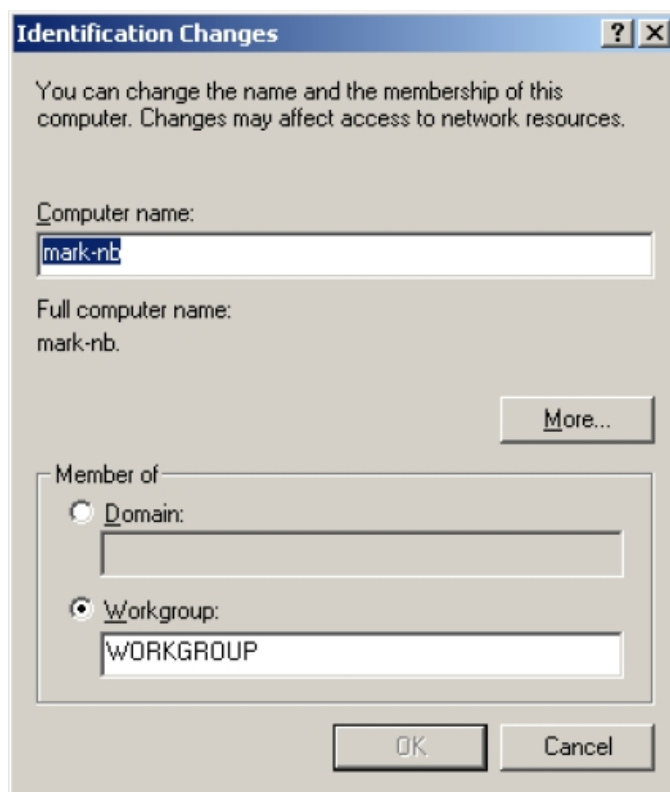 Identification Changes
You can change the name and the membership of this
computer. Changes may affect access to network resources.
Computer name:
mark-nb
Full computer name:
mark-nb.
More...
Member of
Domain:
Workgroup:
WORKGROUP
OK
Cancel